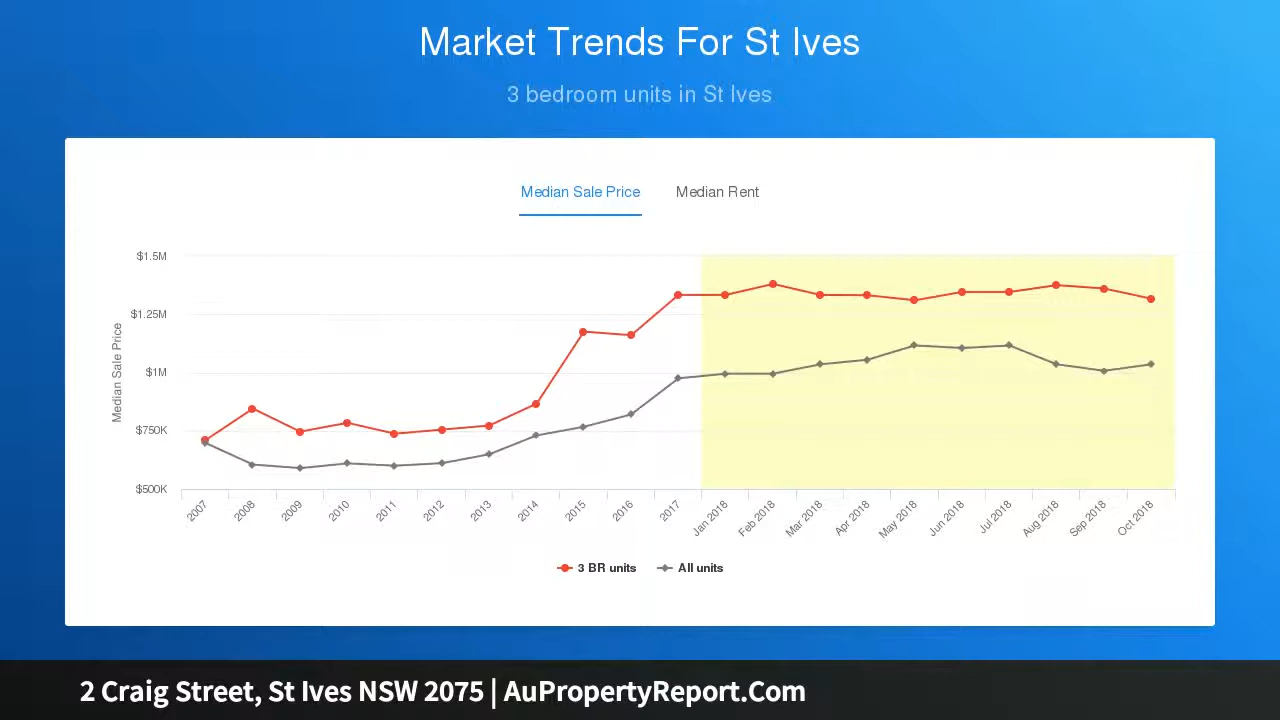 Market Trends For St Ives
3 bedroom units in St Ives
Median Sale Price Median Rent
$1.5M
$1.25M
$1M
$750K
$500K
Median Sale Price
2007 2008 2009 2010 2011 2012 2013 2014 2015 2016 2017 Jan 2018 Feb 2018 Mar 2018 Apr 2018 May 2018 Jun 2018 Jul 2018 Aug 2018 Sep 2018 Oct 2018
3 BR units All units
2 Craig Street, St Ives NSW 2075 | AuPropertyReport.Com